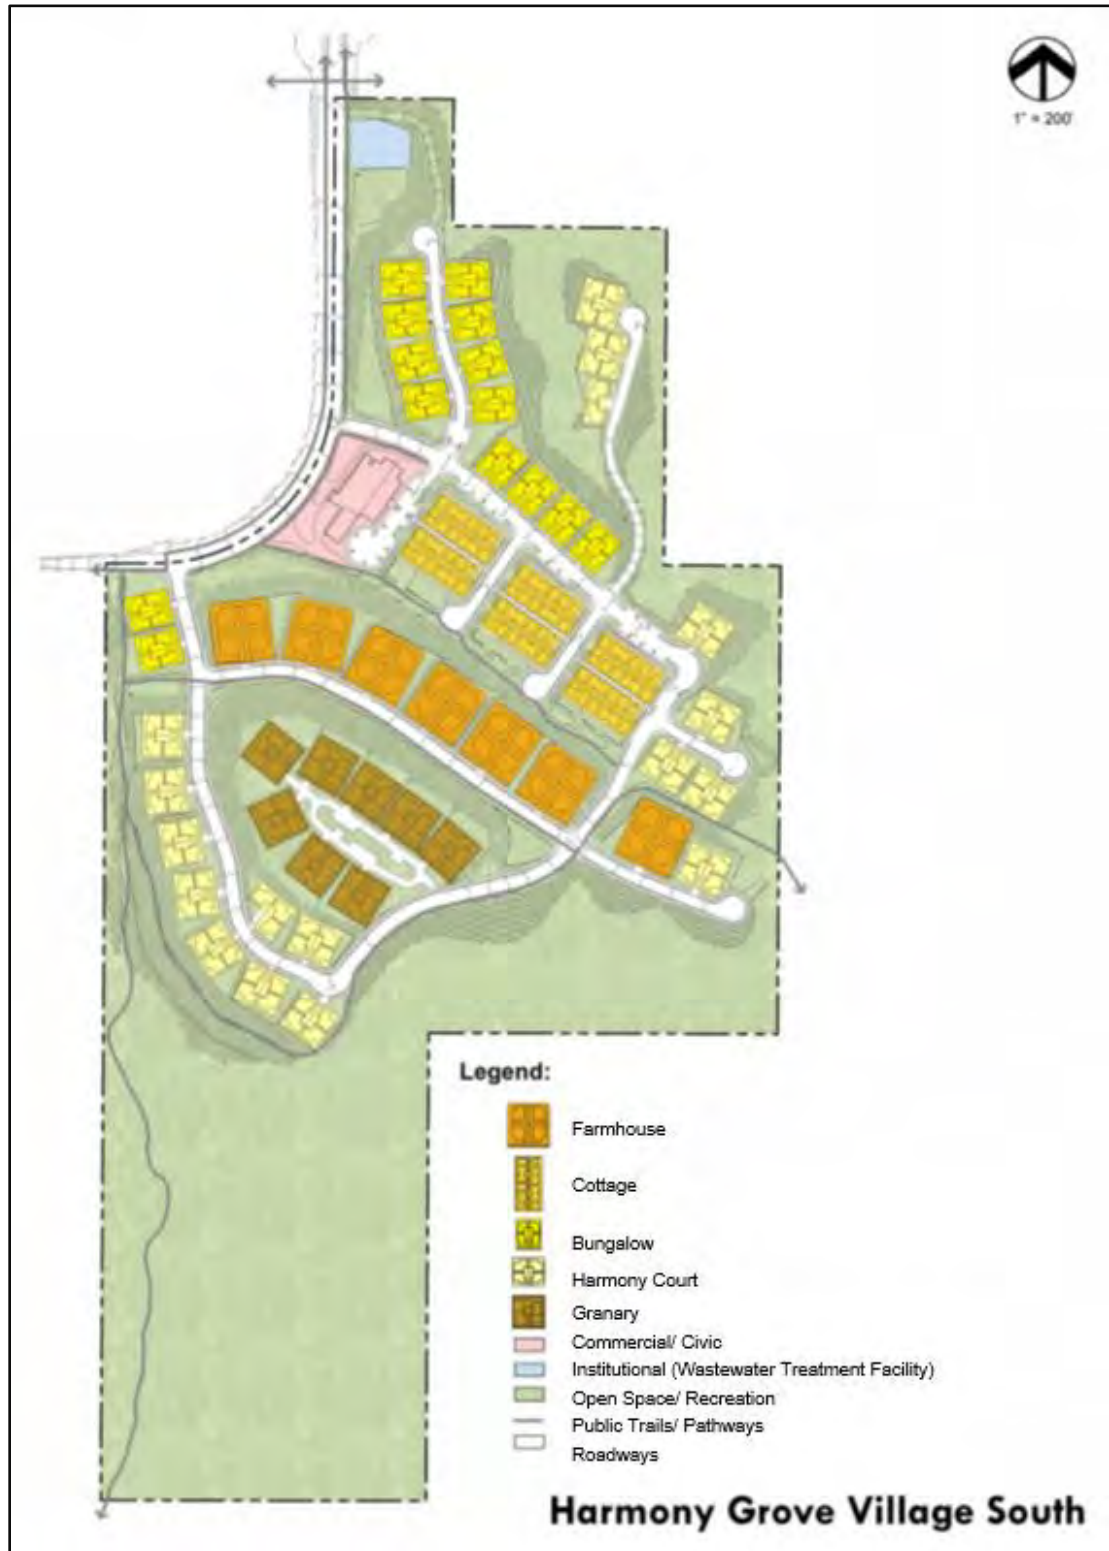 1" = 200'
Legend:
Farmhouse
Cottage
Bungalow
Harmony Court
Granary
Commercial/ Civic
Institutional (Wastewater Treatment Facility)
Open Space/ Recreation
Public Trails/ Pathways
Roadways
Harmony Grove Village South